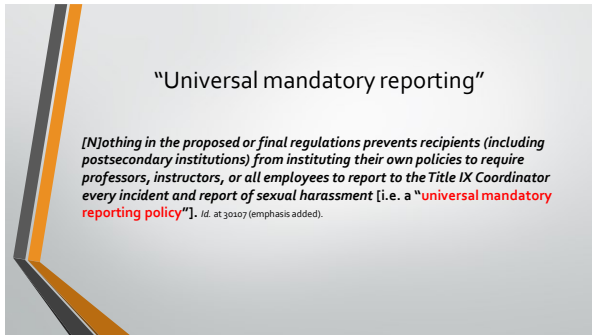 “Universal mandatory reporting”
[N]othing in the proposed or final regulations prevents recipients (including
postsecondary institutions) from instituting their own policies to require
professors, instructors, or all employees to report to the Title IX Coordinator
every incident and report of sexual harassment [i.e. a “universal mandatory
reporting policy”]. Id. at 30107 (emphasis added).